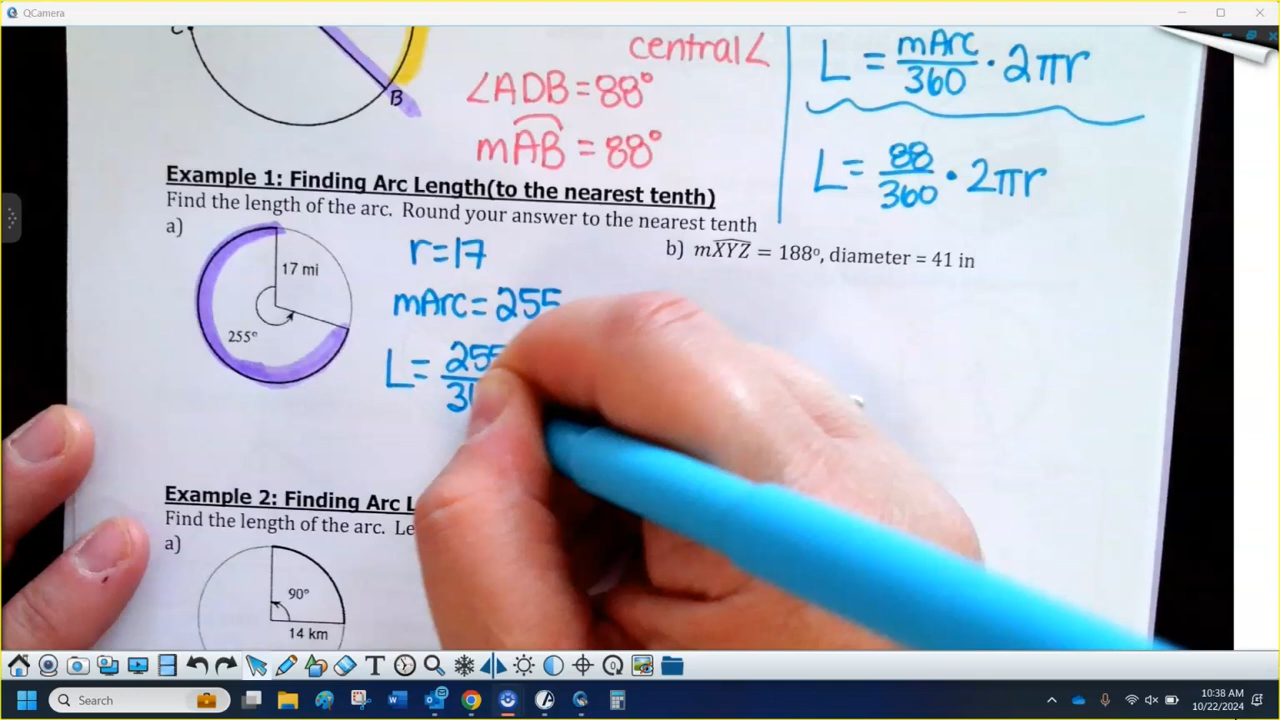 QCamera
C
B
central∠
∠ADB = 88°
mAB = 88°
L = mArc/360 · 2πr
L = 88/360 · 2πr
Example 1: Finding Arc Length(to the nearest tenth)
Find the length of the arc. Round your answer to the nearest tenth
a)
17 mi
255°
r=17
mArc = 255
L = 255
b) mXYZ = 188°, diameter = 41 in
Example 2: Finding Arc L
Find the length of the arc. Le
a)
90°
14 km
Search
10:38 AM
10/22/2024